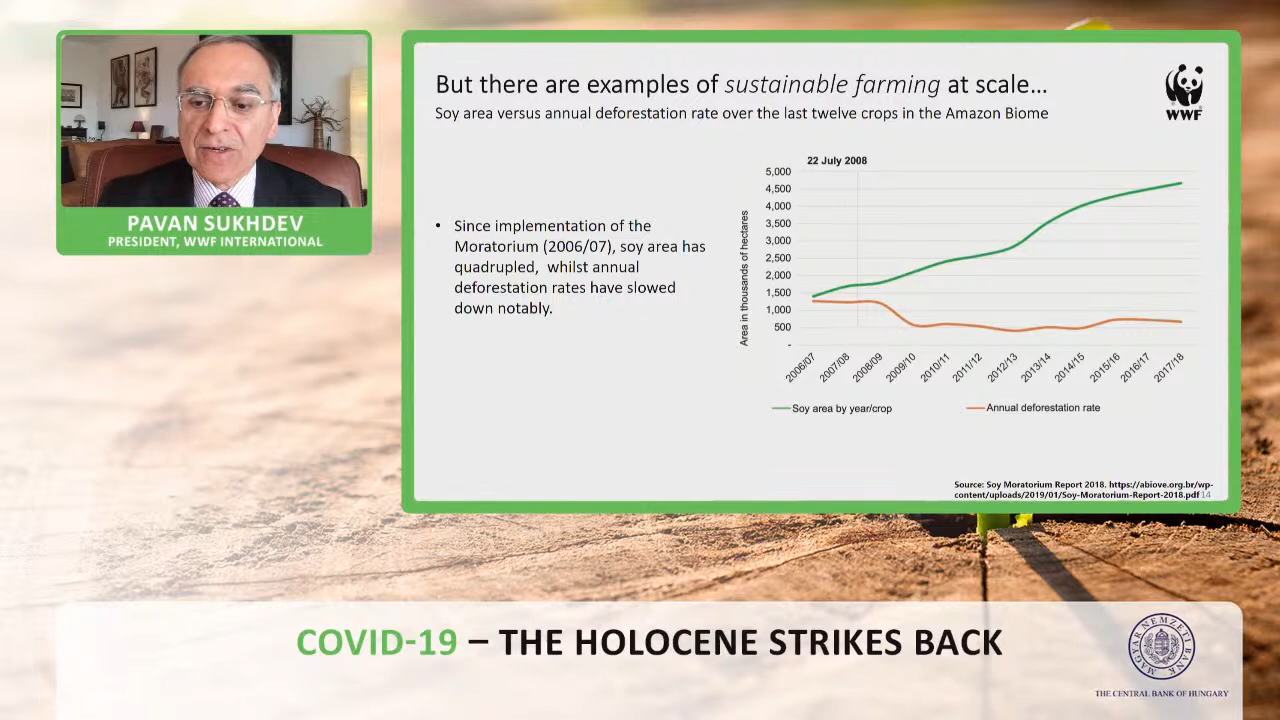 PAVAN SUKHDEV
PRESIDENT, WWF INTERNATIONAL
But there are examples of sustainable farming at scale...
Soy area versus annual deforestation rate over the last twelve crops in the Amazon Biome
WWF
• Since implementation of the
Moratorium (2006/07), soy area has
quadrupled, whilst annual
deforestation rates have slowed
down notably.
22 July 2008
Area in thousands of hectares
5,000
4,500
4,000
3,500
3,000
2,500
2,000
1,500
1,000
500
-
2006/07
2007/08
2008/09
2009/10
2010/11
2011/12
2012/13
2013/14
2014/15
2015/16
2016/17
2017/18
Soy area by year/crop
Annual deforestation rate
Source: Soy Moratorium Report 2018. https://abiove.org.br/wp-
content/uploads/2019/01/Soy-Moratorium-Report-2018.pdf 14
COVID-19 – THE HOLOCENE STRIKES BACK
MAGYAR NEMZETI BANK
THE CENTRAL BANK OF HUNGARY